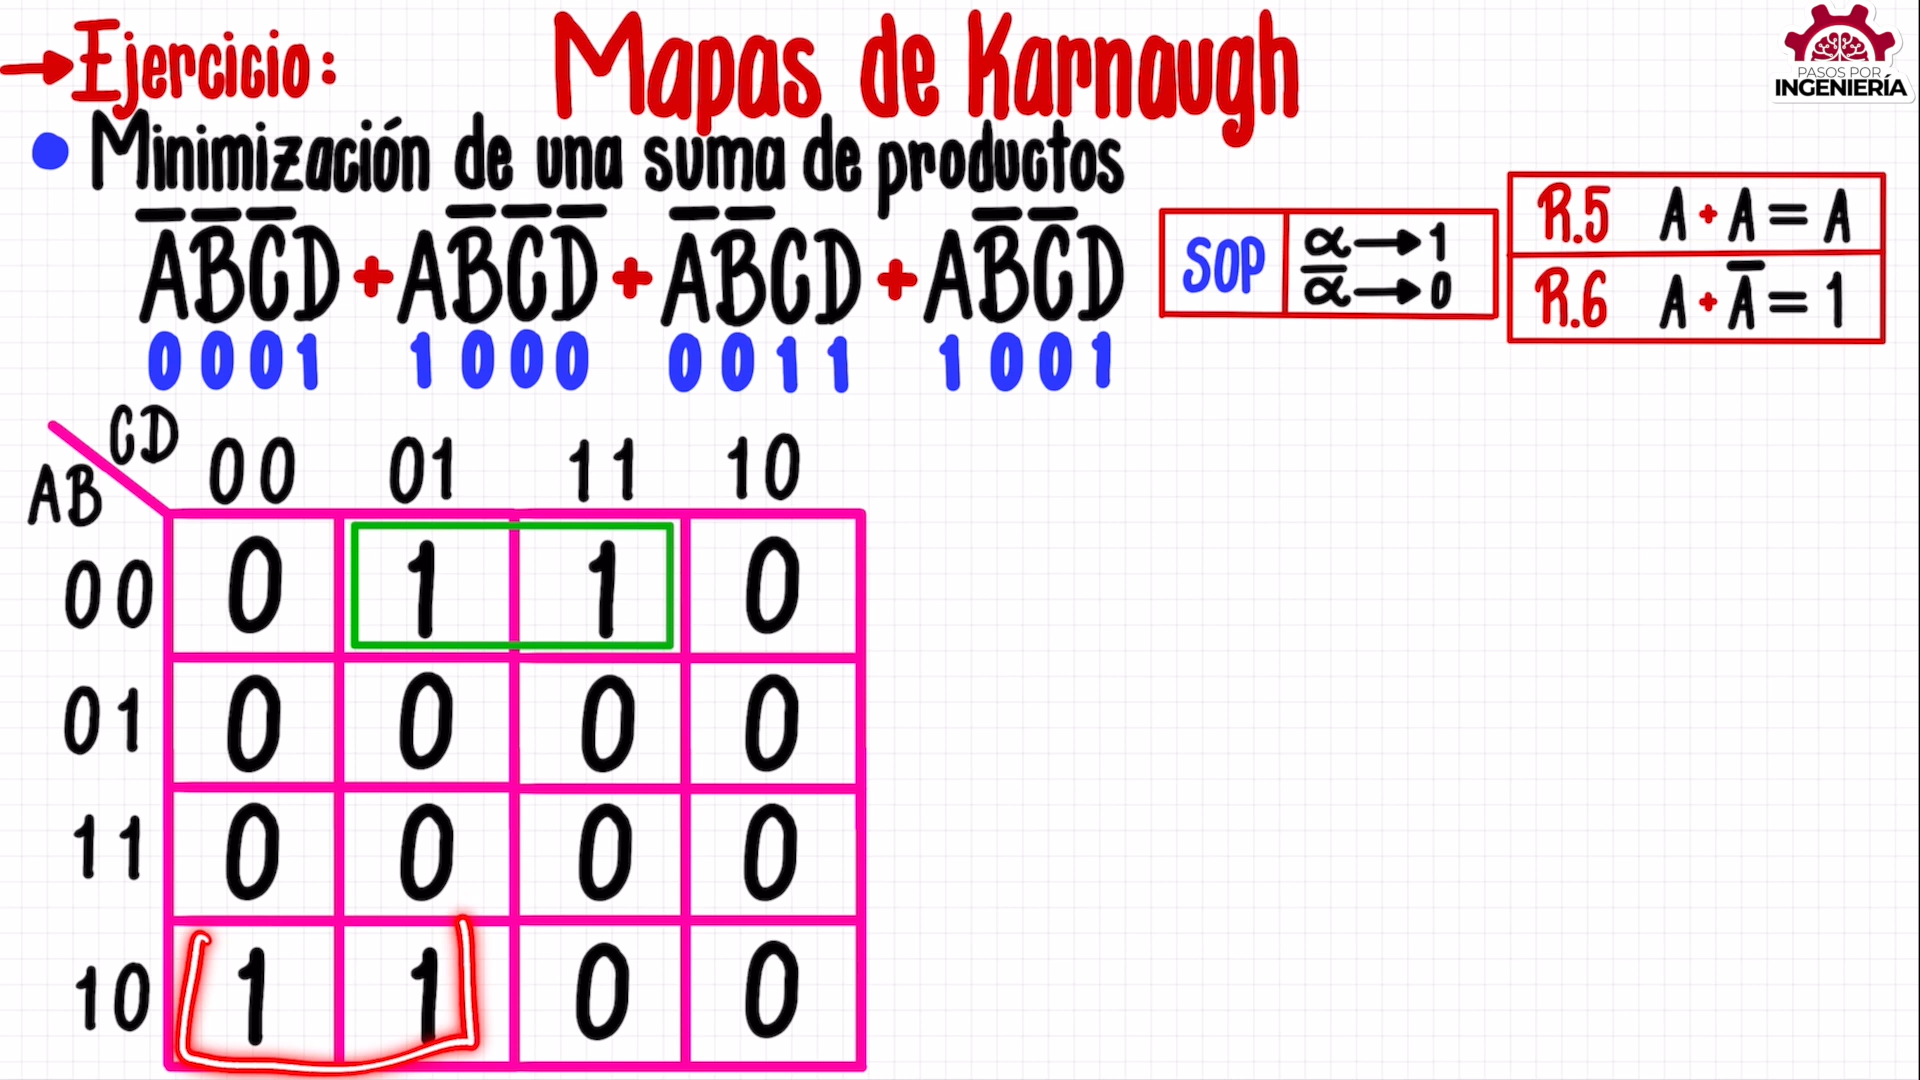 →Ejercicio:
Mapas de Karnaugh
PASOS POR
INGENIERÍA
• Minimización de una suma de productos
A̅B̅C̅D + AB̅C̅D̅ + A̅B̅CD + AB̅C̅D
0001 1000 0011 1001
SOP
α→1
α̅→0
R.5 A + A = A
R.6 A + A̅ = 1
CD
AB
00 01 11 10
00 0 1 1 0
01 0 0 0 0
11 0 0 0 0
10 1 1 0 0